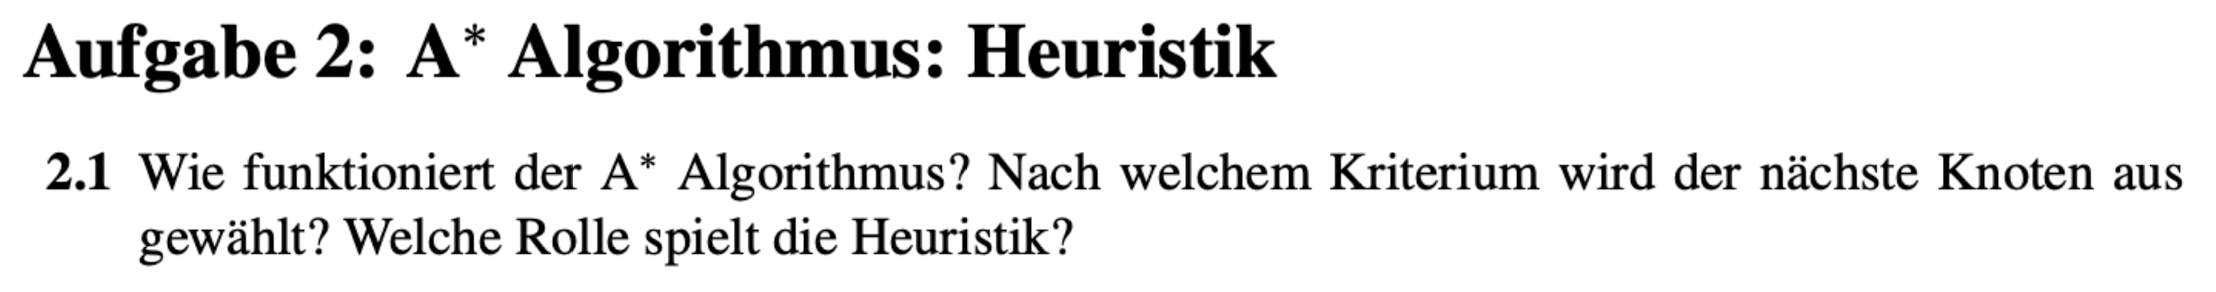 Aufgabe 2: A* Algorithmus: Heuristik
2.1 Wie funktioniert der A* Algorithmus? Nach welchem Kriterium wird der nächste Knoten aus
gewählt? Welche Rolle spielt die Heuristik?